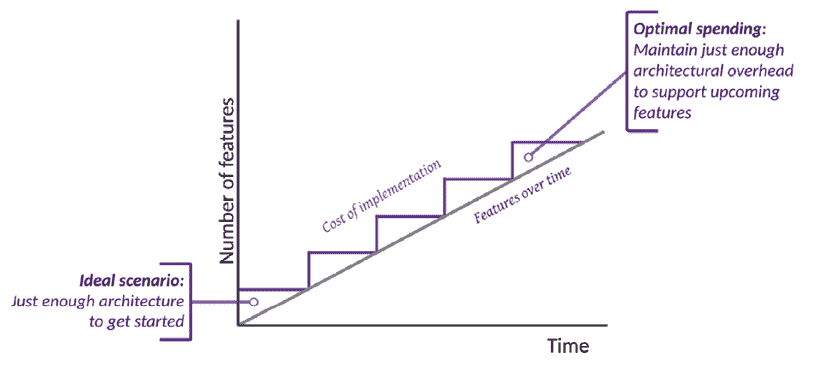 Optimal spending:
Maintain just enough
architectural overhead
to support upcoming
features
Number of features
Cost of implementation
Features over time
Ideal scenario:
Just enough architecture
to get started
Time